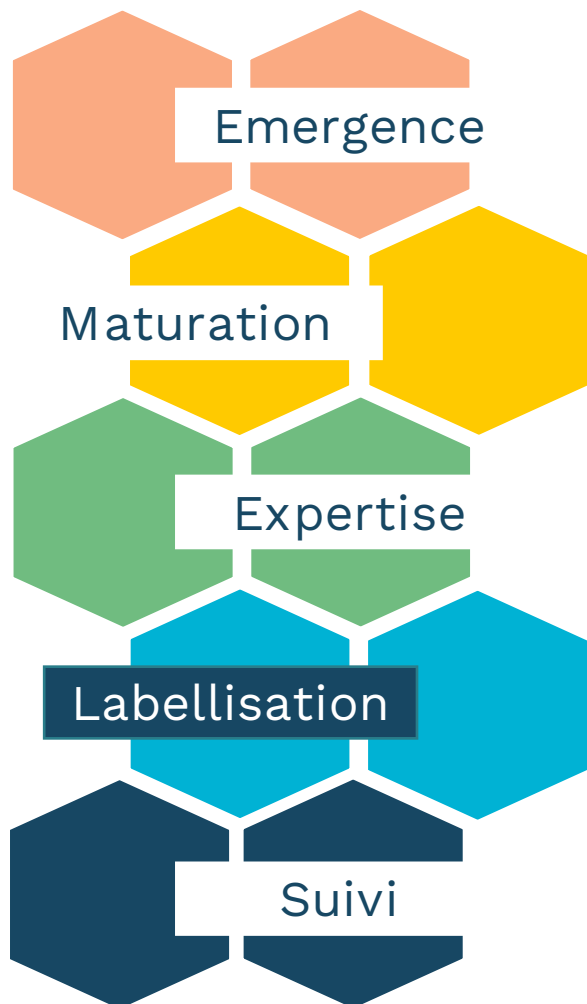 Emergence
Maturation
Expertise
Labellisation
Suivi